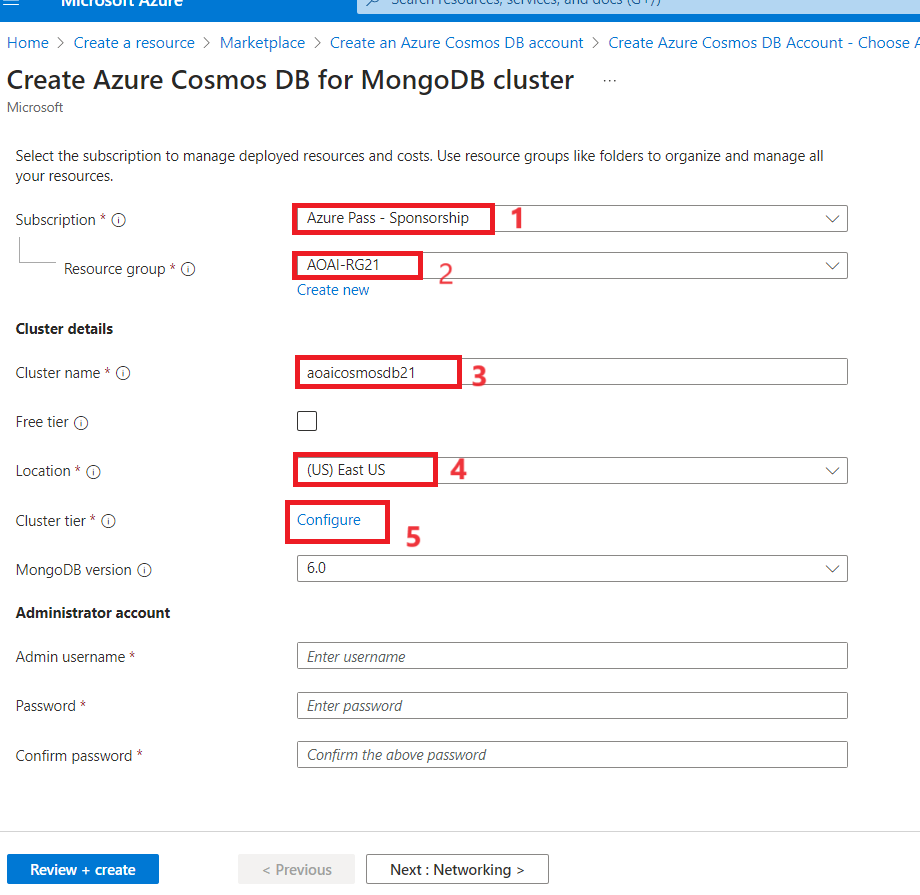 Microsoft Azure
Search resources, services, and docs (G+/)
Home > Create a resource > Marketplace > Create an Azure Cosmos DB account > Create Azure Cosmos DB Account - Choose A
Create Azure Cosmos DB for MongoDB cluster ...
Microsoft
Select the subscription to manage deployed resources and costs. Use resource groups like folders to organize and manage all
your resources.
Subscription * Azure Pass - Sponsorship 1
Resource group * AOAI-RG21 2
Create new
Cluster details
Cluster name * aoaicosmosdb21 3
Free tier
Location * (US) East US 4
Cluster tier * Configure 5
MongoDB version 6.0
Administrator account
Admin username * Enter username
Password * Enter password
Confirm password * Confirm the above password
Review + create < Previous Next : Networking >